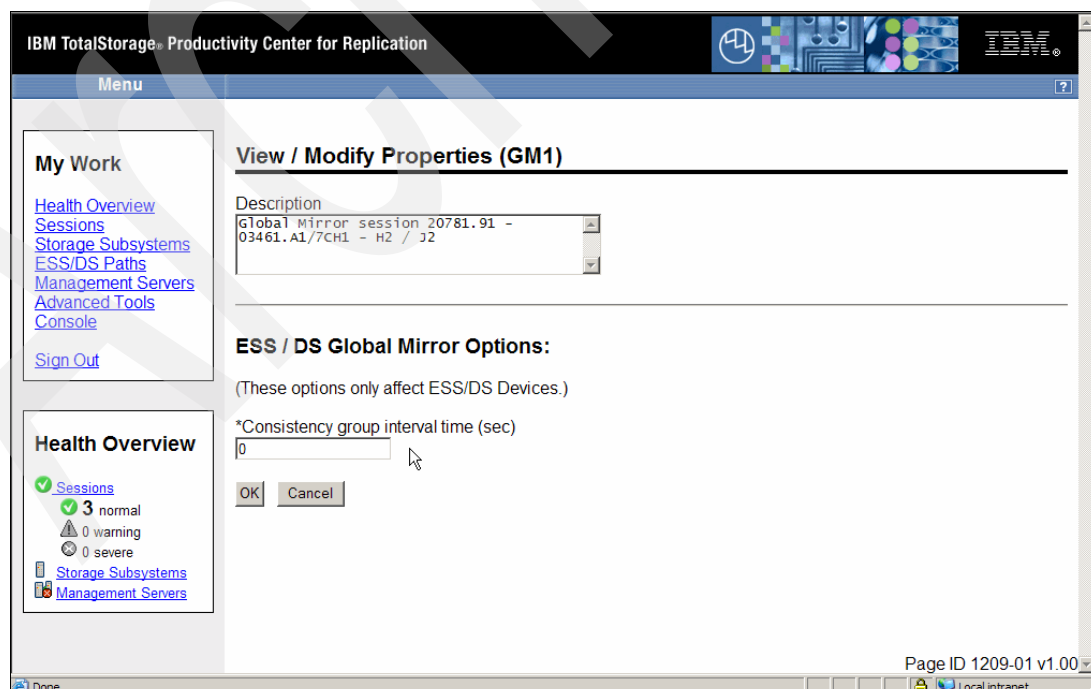 IBM TotalStorage® Productivity Center for Replication
IBM®
Menu
?
My Work
Health Overview
Sessions
Storage Subsystems
ESS/DS Paths
Management Servers
Advanced Tools
Console
Sign Out
Health Overview
Sessions
3 normal
0 warning
0 severe
Storage Subsystems
Management Servers
View / Modify Properties (GM1)
Description
Global Mirror session 20781.91 -
03461.A1/7CH1 - H2 / J2
ESS / DS Global Mirror Options:
(These options only affect ESS/DS Devices.)
*Consistency group interval time (sec)
0
OK Cancel
Page ID 1209-01 v1.00
Done Local intranet